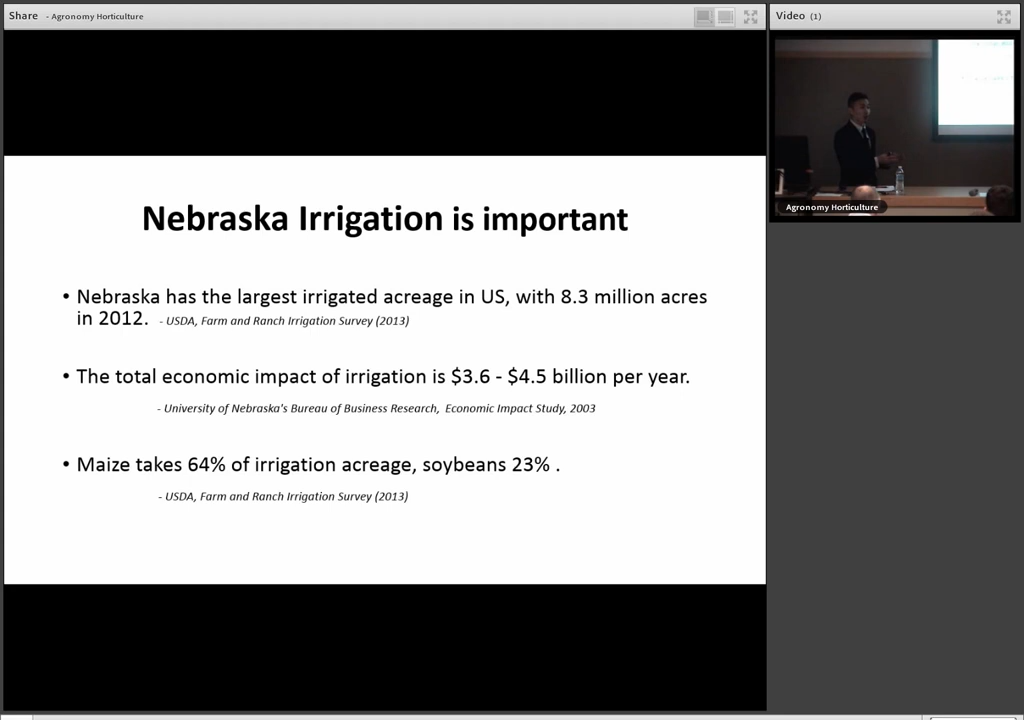 Share - Agronomy Horticulture
Video (1)
Agronomy Horticulture
Nebraska Irrigation is important
• Nebraska has the largest irrigated acreage in US, with 8.3 million acres
in 2012. - USDA, Farm and Ranch Irrigation Survey (2013)
• The total economic impact of irrigation is $3.6 - $4.5 billion per year.
- University of Nebraska's Bureau of Business Research, Economic Impact Study, 2003
• Maize takes 64% of irrigation acreage, soybeans 23% .
- USDA, Farm and Ranch Irrigation Survey (2013)